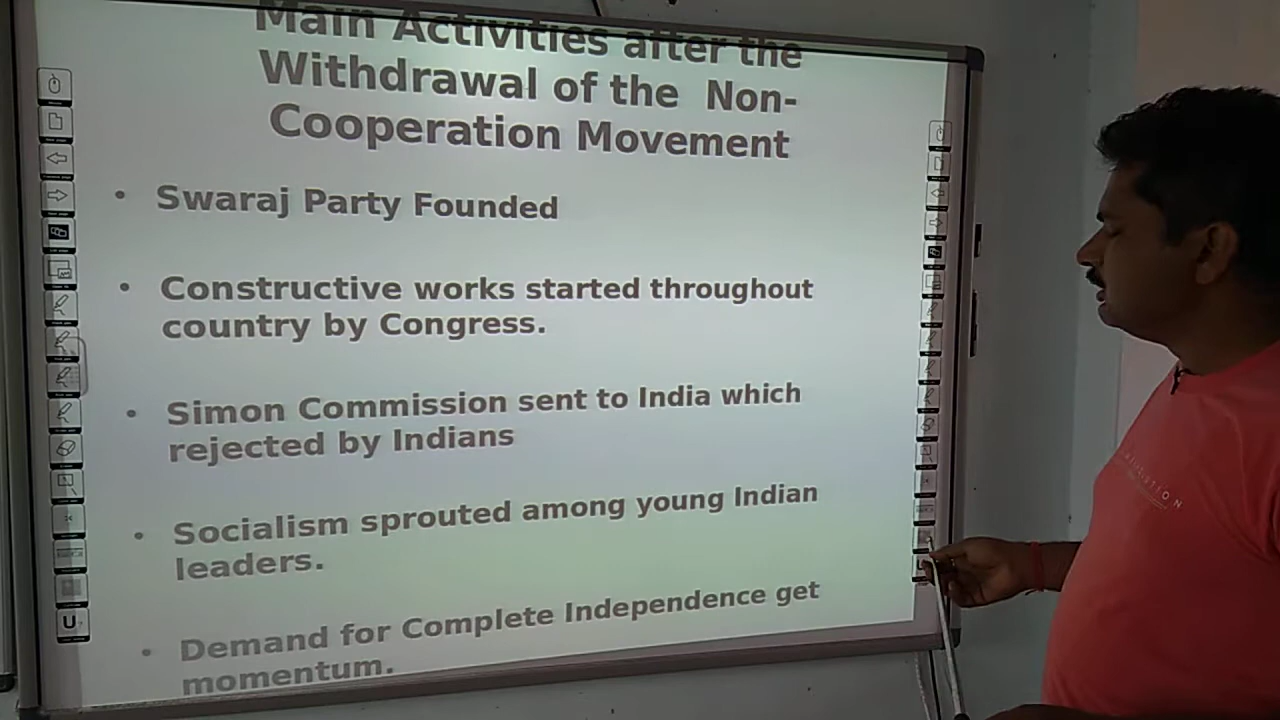 Main Activities after the
Withdrawal of the Non-
Cooperation Movement
• Swaraj Party Founded
• Constructive works started throughout
country by Congress.
• Simon Commission sent to India which
rejected by Indians
• Socialism sprouted among young Indian
leaders.
• Demand for Complete Independence get
momentum.
U